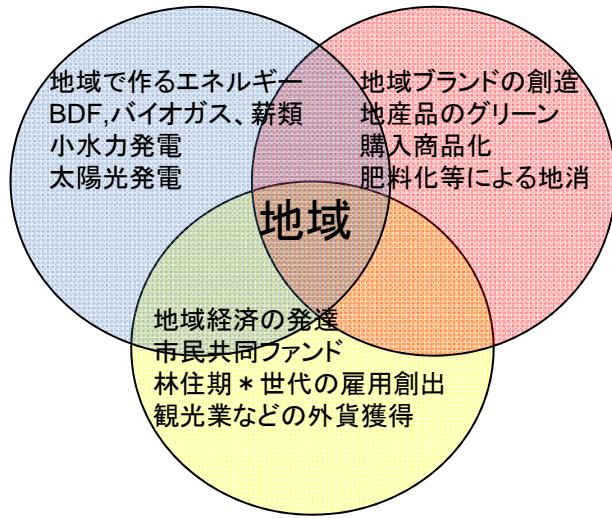 地域で作るエネルギー
BDF,バイオガス、薪類
小水力発電
太陽光発電
地域ブランドの創造
地産品のグリーン
購入商品化
肥料化等による地消
地域
地域経済の発達
市民共同ファンド
林住期＊世代の雇用創出
観光業などの外貨獲得